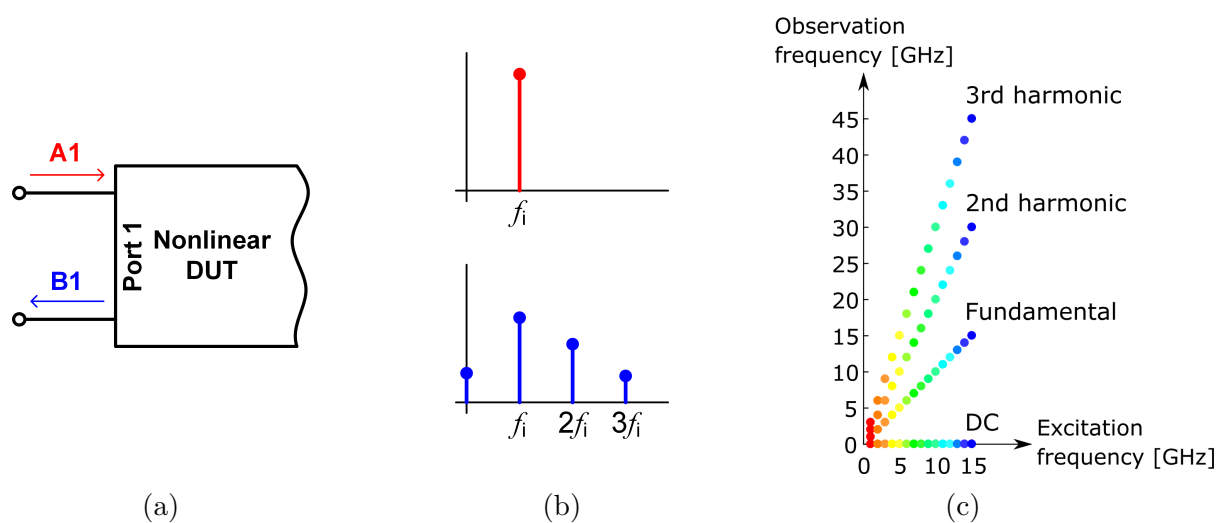 A1
B1
Port 1
Nonlinear
DUT
(a)
fi
fi 2fi 3fi
(b)
Observation
frequency [GHz]
3rd harmonic
2nd harmonic
Fundamental
DC
45
40
35
30
25
20
15
10
5
0
0 5 10 15
Excitation
frequency [GHz]
(c)